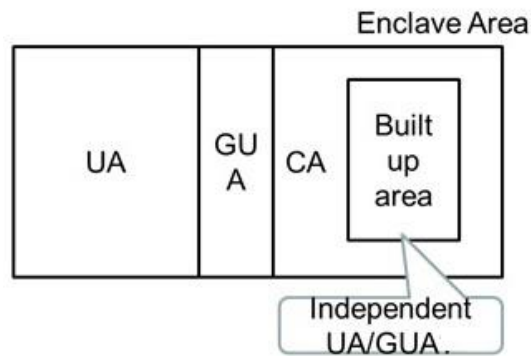 Enclave Area
UA
GU
A
CA
Built
up
area
Independent
UA/GUA.